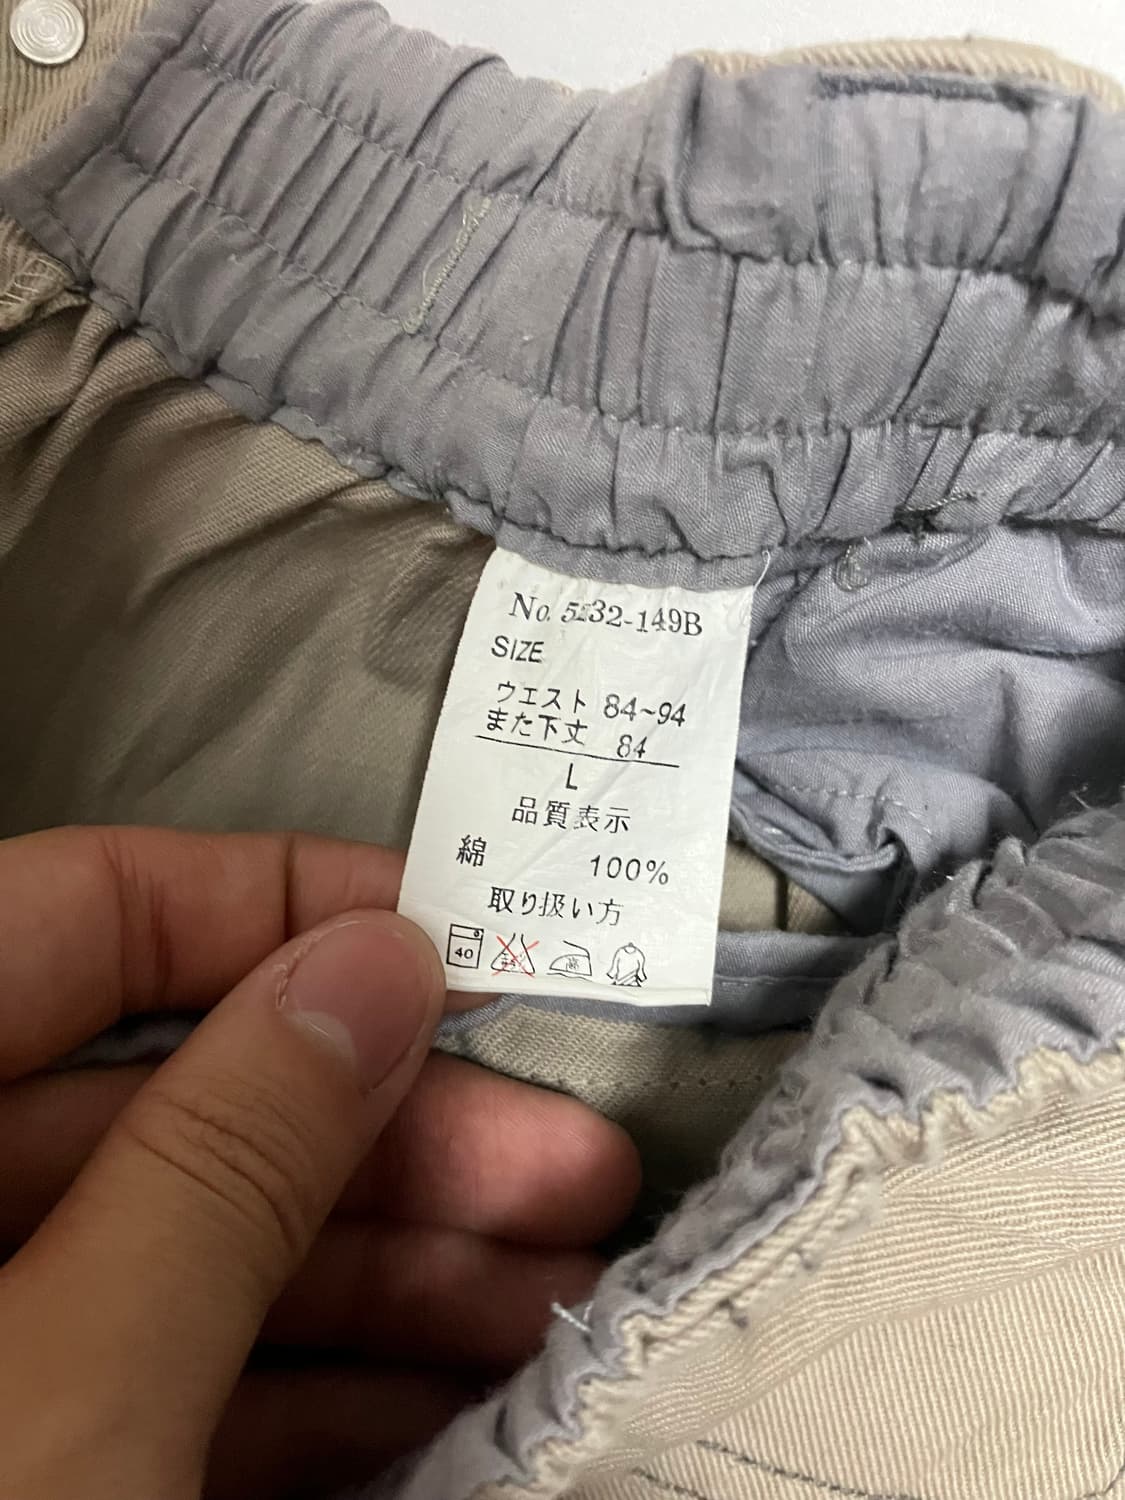 No. 5232-149B
SIZE
ウエスト 84~94
また下丈 84
L
品質表示
綿 100%
取り扱い方
40